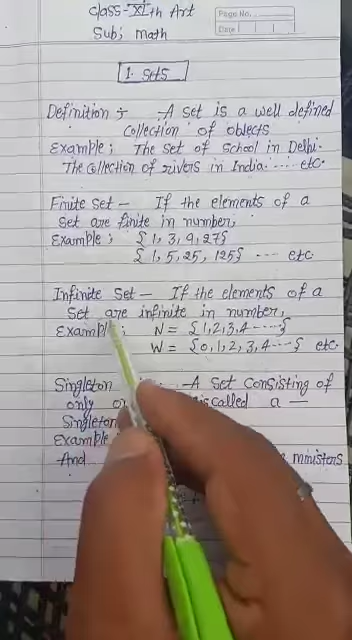 Class-XIth Art
Page No.
Date
Sub; Math
1. Sets
Definition :- A set is a well defined
collection of objects
Example; The set of school in Delhi.
The collection of rivers in India .... etc.
Finite set - If the elements of a
set are finite in number;
Example; {1, 3, 9, 27}
{1, 5, 25, 125} ---- etc
Infinite set - If the elements of a
set are infinite in number,
Example; N = {1, 2, 3, 4 -----}
W = {0, 1, 2, 3, 4 ---} etc
Singleton - A set consisting of
only is called a —
Singleton
Example
And ministers